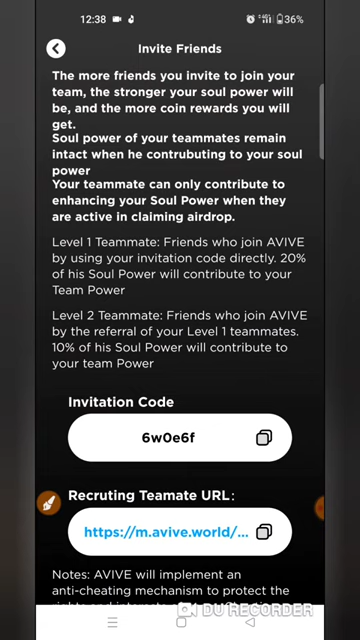 12:38
36%
Invite Friends
The more friends you invite to join your
team, the stronger your soul power will
be, and the more coin rewards you will
get.
Soul power of your teammates remain
intact when he contrubuting to your soul
power
Your teammate can only contribute to
enhancing your Soul Power when they
are active in claiming airdrop.
Level 1 Teammate: Friends who join AVIVE
by using your invitation code directly. 20%
of his Soul Power will contribute to your
Team Power
Level 2 Teammate: Friends who join AVIVE
by the referral of your Level 1 teammates.
10% of his Soul Power will contribute to
your team Power
Invitation Code
6w0e6f
Recruting Teamate URL:
https://m.avive.world/...
Notes: AVIVE will implement an
anti-cheating mechanism to protect the
DU RECORDER